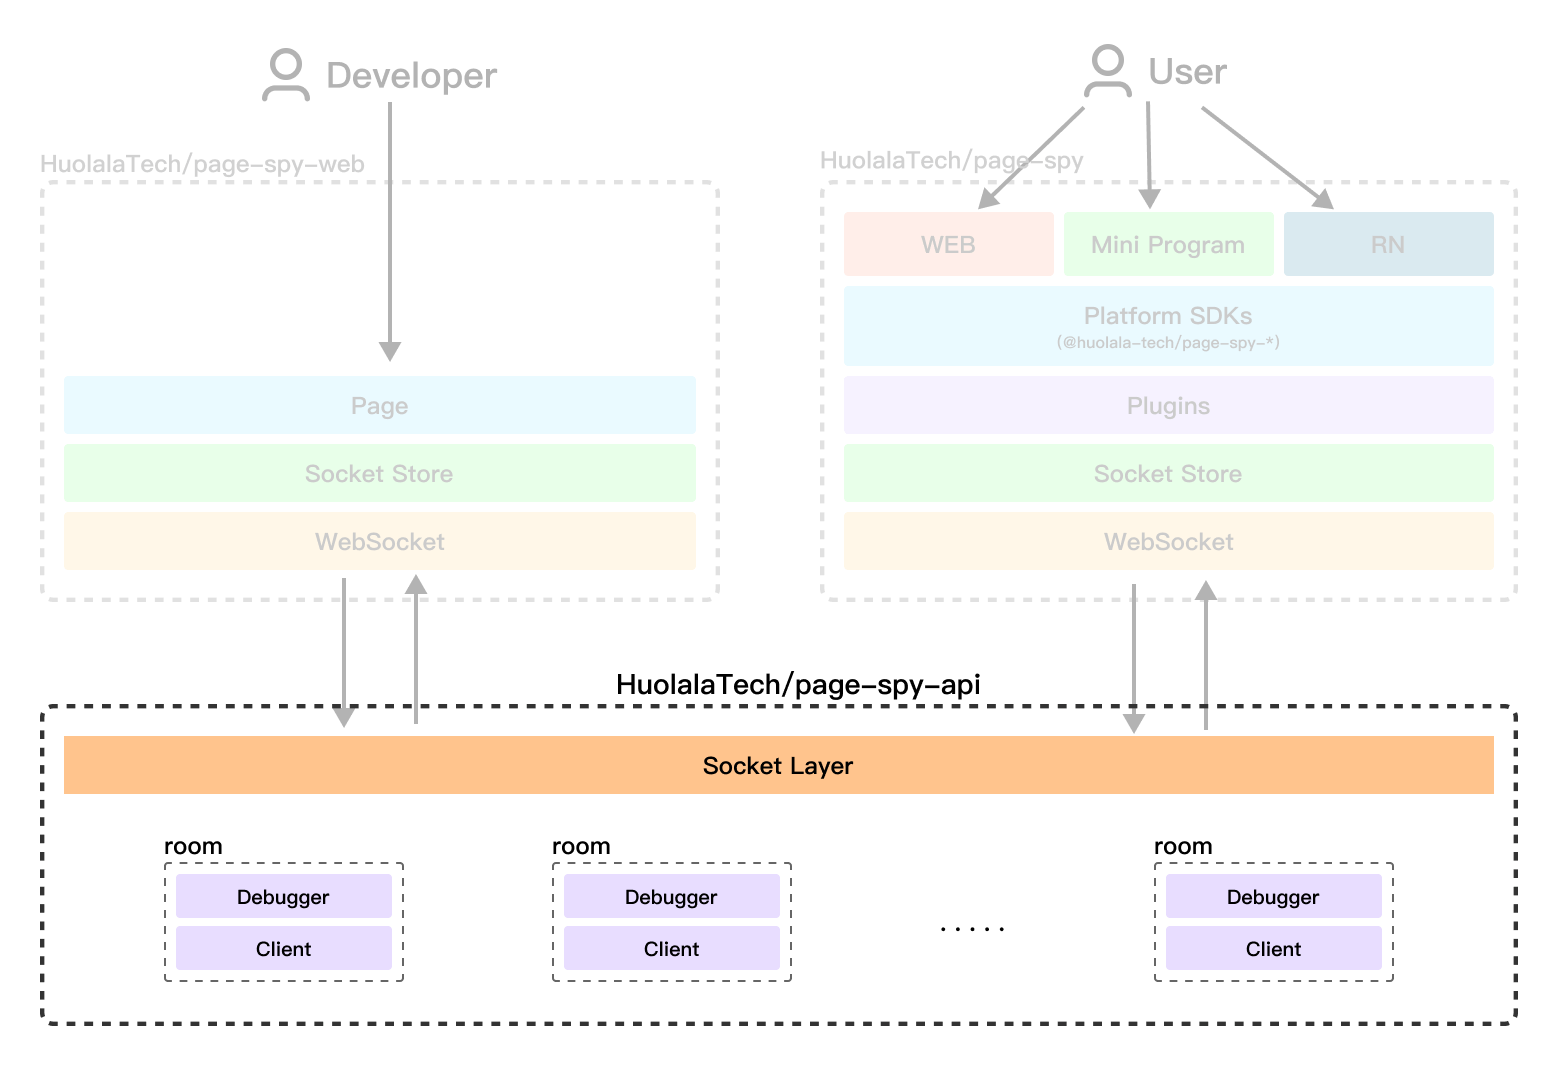 Developer
HuolalaTech/page-spy-web
Page
Socket Store
WebSocket
User
HuolalaTech/page-spy
WEB
Mini Program
RN
Platform SDKs
(@huolala-tech/page-spy-*)
Plugins
Socket Store
WebSocket
HuolalaTech/page-spy-api
Socket Layer
room
Debugger
Client
room
Debugger
Client
.....
room
Debugger
Client